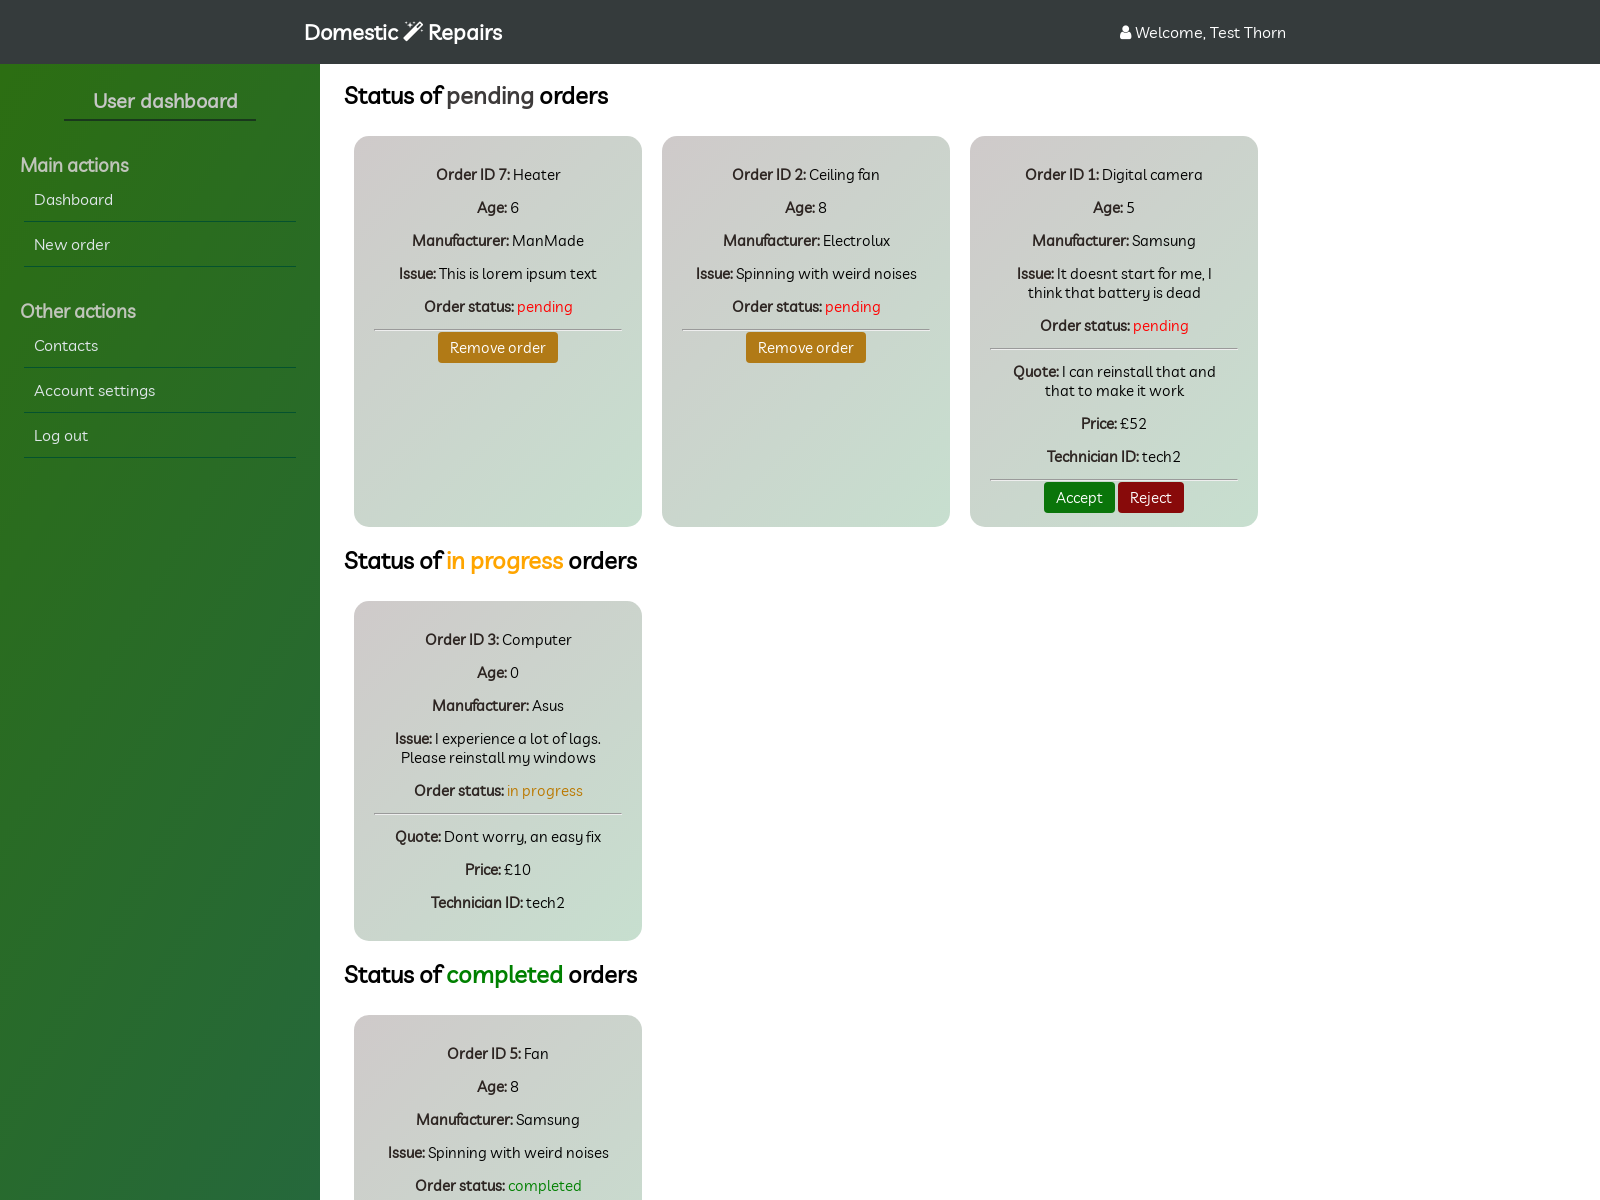 Domestic Repairs
Welcome, Test Thorn
User dashboard
Main actions
Dashboard
New order
Other actions
Contacts
Account settings
Log out
Status of pending orders
Order ID 7: Heater
Age: 6
Manufacturer: ManMade
Issue: This is lorem ipsum text
Order status: pending
Remove order
Order ID 2: Ceiling fan
Age: 8
Manufacturer: Electrolux
Issue: Spinning with weird noises
Order status: pending
Remove order
Order ID 1: Digital camera
Age: 5
Manufacturer: Samsung
Issue: It doesnt start for me, I
think that battery is dead
Order status: pending
Quote: I can reinstall that and
that to make it work
Price: £52
Technician ID: tech2
Accept Reject
Status of in progress orders
Order ID 3: Computer
Age: 0
Manufacturer: Asus
Issue: I experience a lot of lags.
Please reinstall my windows
Order status: in progress
Quote: Dont worry, an easy fix
Price: £10
Technician ID: tech2
Status of completed orders
Order ID 5: Fan
Age: 8
Manufacturer: Samsung
Issue: Spinning with weird noises
Order status: completed